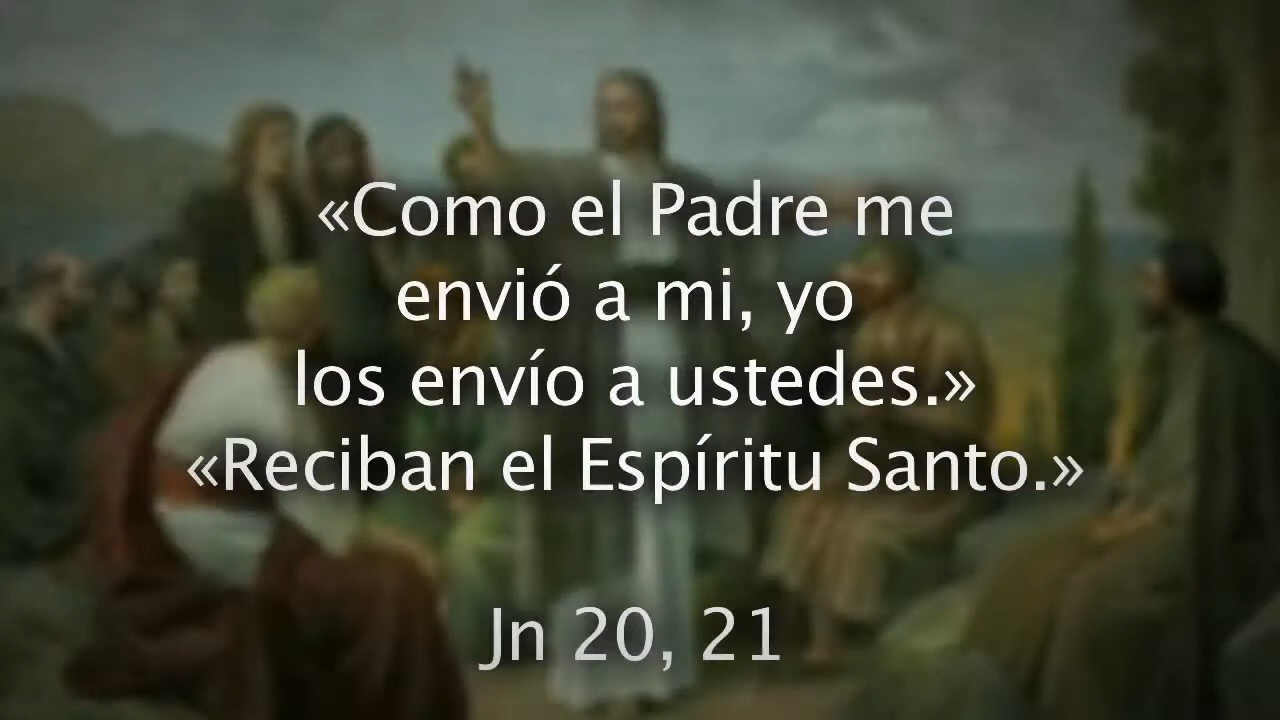 «Como el Padre me
envió a mi, yo
los envío a ustedes.»
«Reciban el Espíritu Santo.»
Jn 20, 21